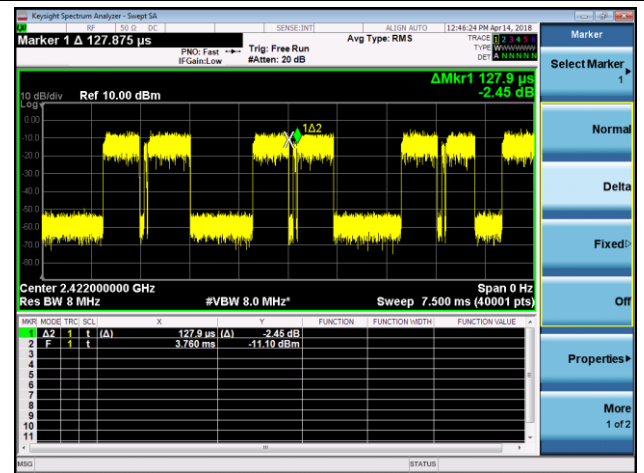 Keysight Spectrum Analyzer - Swept SA
RF 50 Ω DC SENSE:INT ALIGN AUTO 12:46:24 PM Apr 14, 2018
Marker 1 Δ 127.875 µs
PNO: Fast
IFGain:Low
Trig: Free Run
#Atten: 20 dB
Avg Type: RMS
TRACE 1 2 3 4 5 6
TYPE WWWWWW
DET A N N N N N
ΔMkr1 127.9 µs
-2.45 dB
10 dB/div Ref 10.00 dBm
Log
0.00
-10.0
-20.0
-30.0
-40.0
-50.0
-60.0
-70.0
-80.0
1Δ2
Center 2.422000000 GHz Span 0 Hz
Res BW 8 MHz #VBW 8.0 MHz* Sweep 7.500 ms (40001 pts)
MKR MODE TRC SCL X Y FUNCTION FUNCTION WIDTH FUNCTION VALUE
1 Δ2 1 t (Δ) 127.9 µs (Δ) -2.45 dB
2 F 1 t 3.760 ms -11.10 dBm
3
4
5
6
7
8
9
10
11
MSG STATUS
Marker
Select Marker
1
Normal
Delta
Fixed
Off
Properties
More
1 of 2